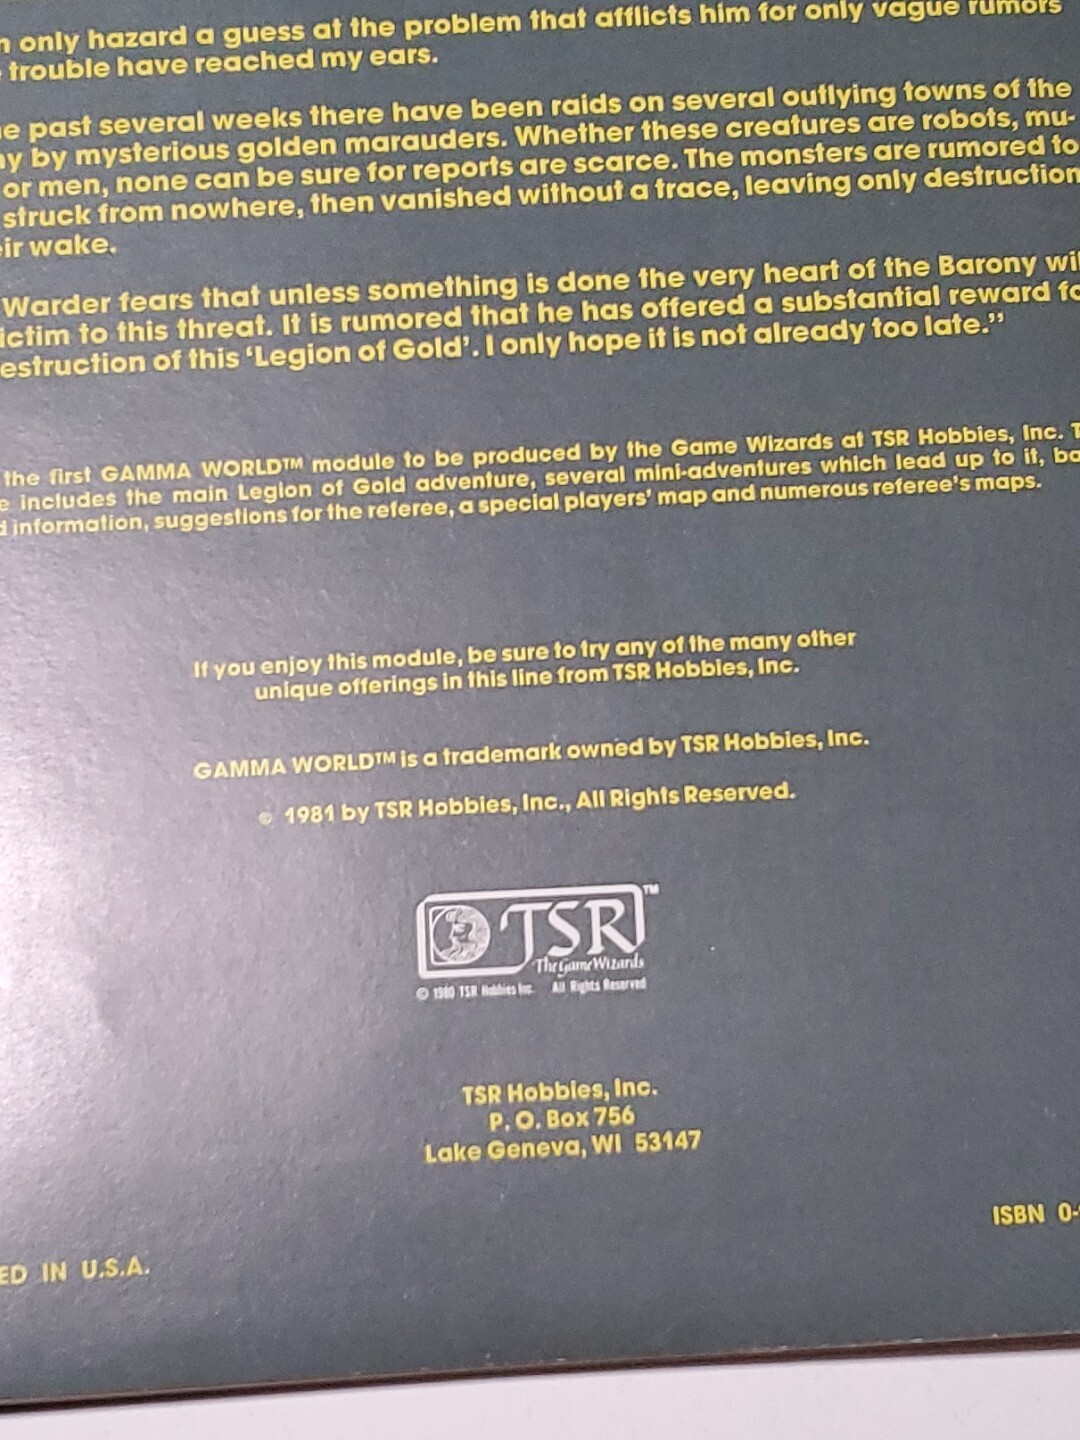 only hazard a guess at the problem that afflicts him for only vague rumors
trouble have reached my ears.
past several weeks there have been raids on several outlying towns of the
by mysterious golden marauders. Whether these creatures are robots, mu-
or men, none can be sure for reports are scarce. The monsters are rumored to
struck from nowhere, then vanished without a trace, leaving only destruction
eir wake.
Warder fears that unless something is done the very heart of the Barony wil
ictim to this threat. It is rumored that he has offered a substantial reward fo
estruction of this ‘Legion of Gold’. I only hope it is not already too late.”
the first GAMMA WORLD™ module to be produced by the Game Wizards at TSR Hobbies, Inc. T
e includes the main Legion of Gold adventure, several mini-adventures which lead up to it, ba
d information, suggestions for the referee, a special players’ map and numerous referee’s maps.
If you enjoy this module, be sure to try any of the many other
unique offerings in this line from TSR Hobbies, Inc.
GAMMA WORLD™ is a trademark owned by TSR Hobbies, Inc.
© 1981 by TSR Hobbies, Inc., All Rights Reserved.
TSR™
The Game Wizards
© 1980 TSR Hobbies Inc. All Rights Reserved
TSR Hobbies, Inc.
P. O. Box 756
Lake Geneva, WI 53147
ISBN 0-
ED IN U.S.A.